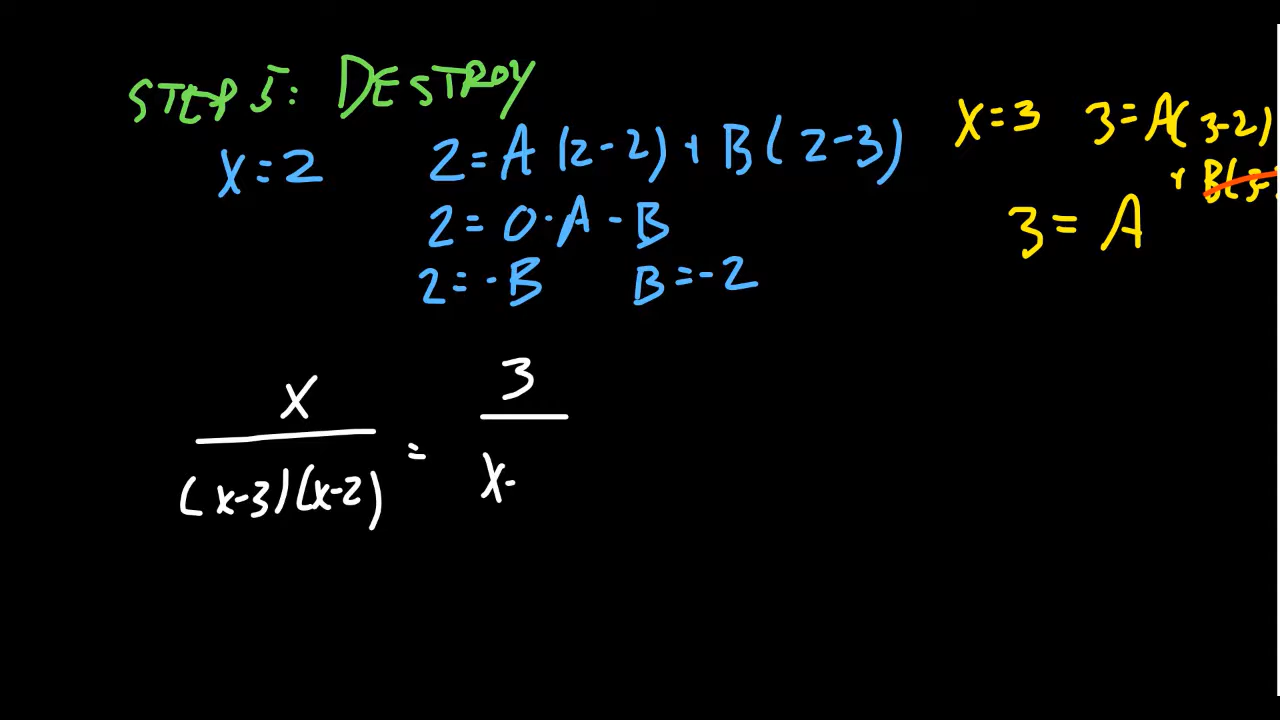 STEP 5: DESTROY
x=2 2=A(2-2)+B(2-3)
2=0·A-B
2=-B B=-2
x=3 3=A(3-2)
+B(3-
3=A
x/(x-3)(x-2) = 3/x-